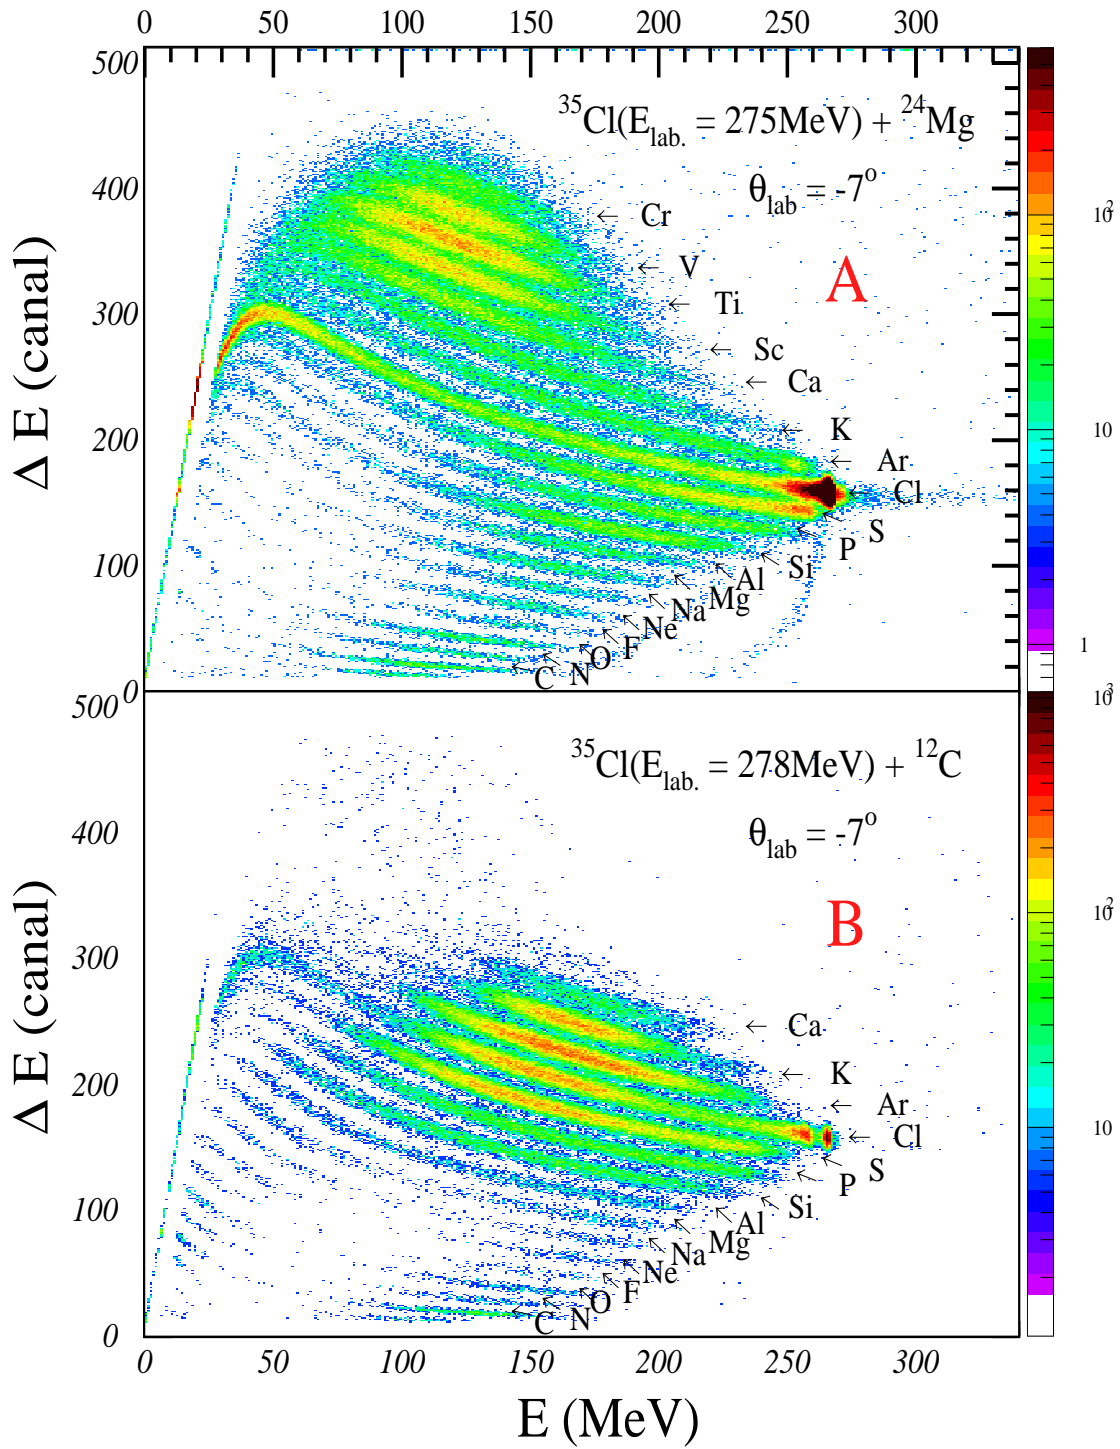 0 50 100 150 200 250 300
500
³⁵Cl(E_lab. = 275MeV) + ²⁴Mg
θ_lab = -7°
400
10²
Cr
V
A
Ti
300
Sc
Ca
ΔE (canal)
K
10
200
Ar
Cl
S
P
Si
100
Al
Mg
Na
Ne
F
O
N
C
1
0
500
10³
³⁵Cl(E_lab. = 278MeV) + ¹²C
θ_lab = -7°
400
10²
B
300
Ca
ΔE (canal)
K
200
Ar
10
Cl
S
P
Si
100
Al
Mg
Na
Ne
F
O
N
C
0
0 50 100 150 200 250 300
E (MeV)